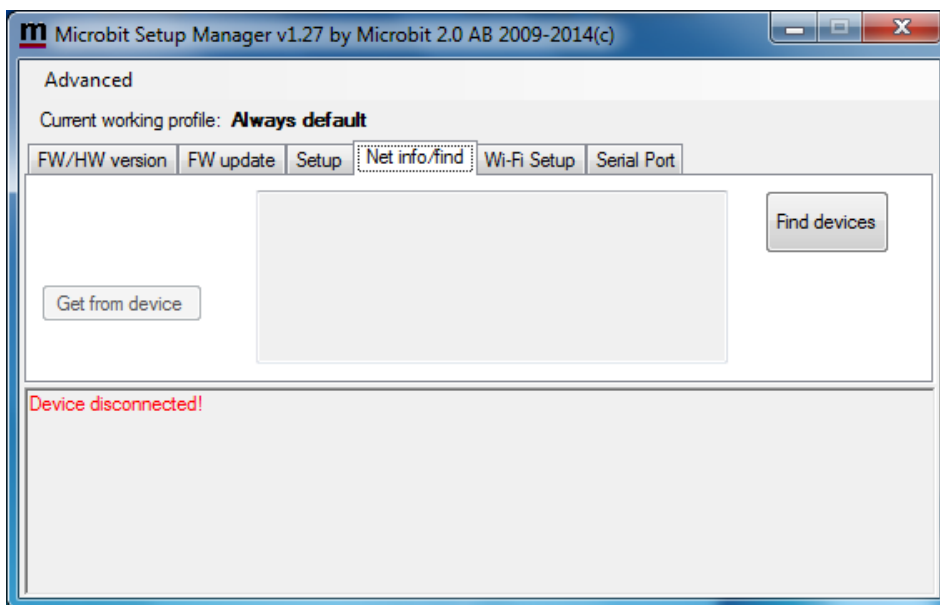 m Microbit Setup Manager v1.27 by Microbit 2.0 AB 2009-2014(c)
Advanced
Current working profile: Always default
FW/HW version FW update Setup Net info/find Wi-Fi Setup Serial Port
Find devices
Get from device
Device disconnected!